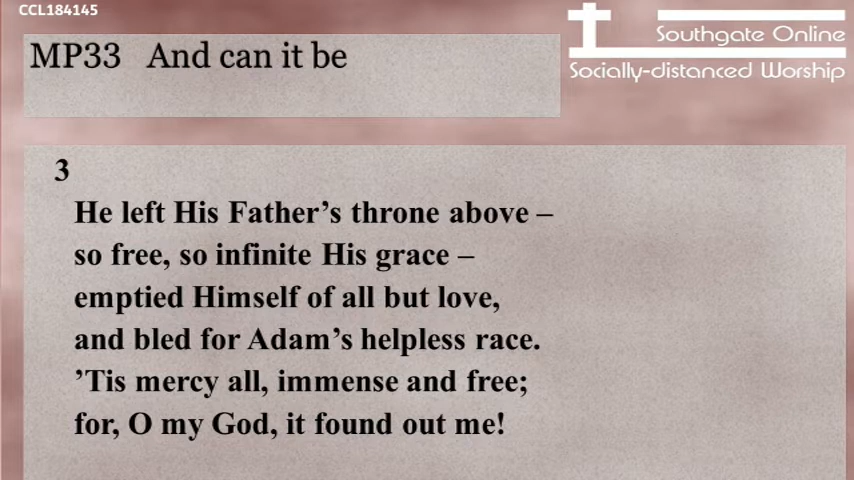 CCL184145
MP33 And can it be
Southgate Online
Socially-distanced Worship
3
He left His Father’s throne above –
so free, so infinite His grace –
emptied Himself of all but love,
and bled for Adam’s helpless race.
’Tis mercy all, immense and free;
for, O my God, it found out me!